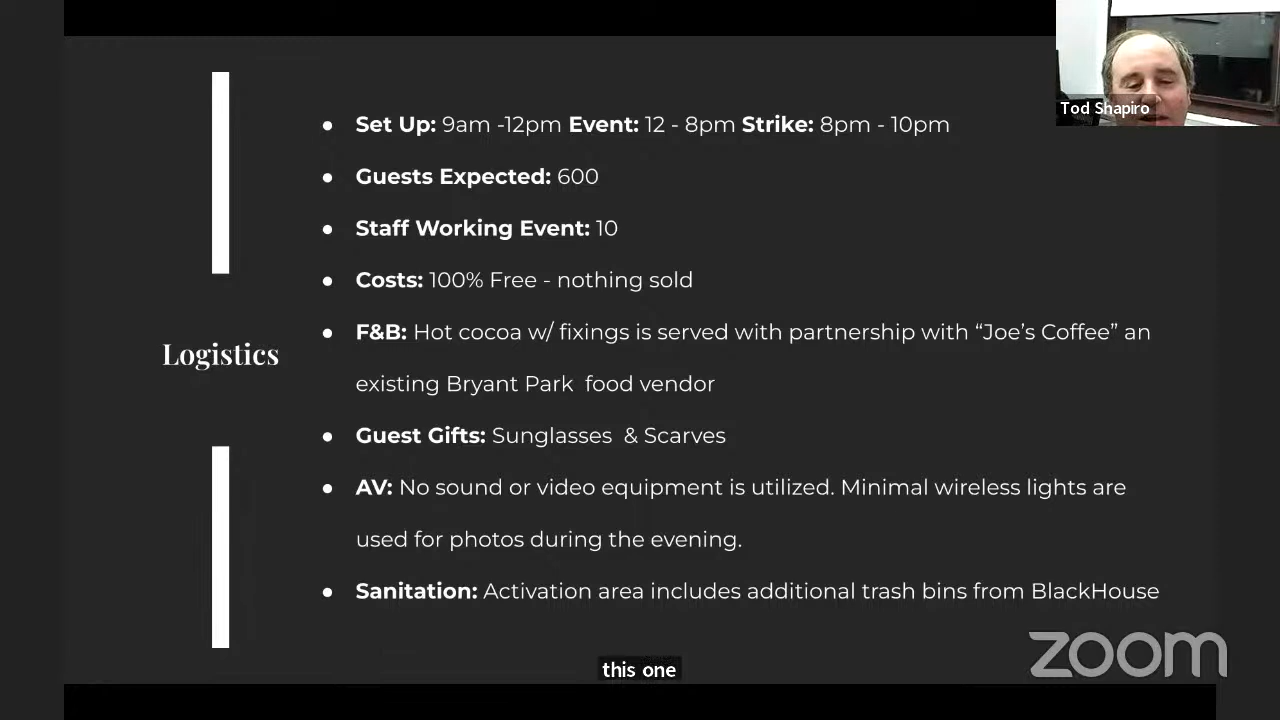 Tod Shapiro
● Set Up: 9am -12pm Event: 12 - 8pm Strike: 8pm - 10pm
● Guests Expected: 600
● Staff Working Event: 10
● Costs: 100% Free - nothing sold
● F&B: Hot cocoa w/ fixings is served with partnership with “Joe’s Coffee” an
existing Bryant Park  food vendor
Logistics
● Guest Gifts: Sunglasses  & Scarves
● AV: No sound or video equipment is utilized. Minimal wireless lights are
used for photos during the evening.
● Sanitation: Activation area includes additional trash bins from BlackHouse
zoom
this one